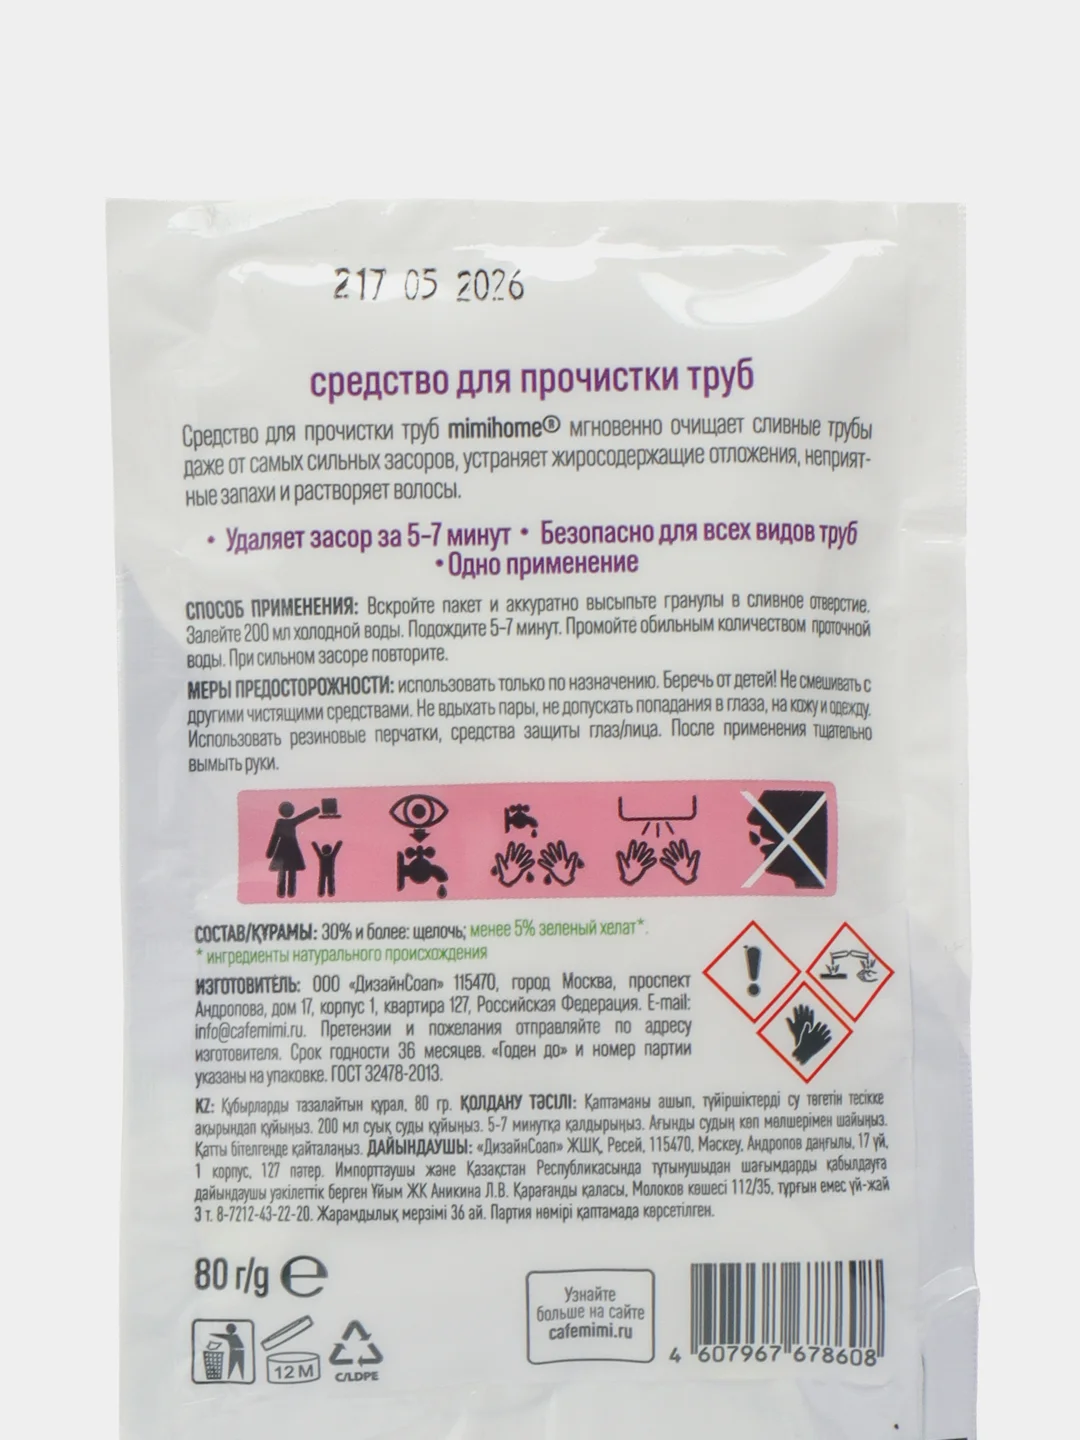 217 05 2026
средство для прочистки труб
Средство для прочистки труб mimihome® мгновенно очищает сливные трубы
даже от самых сильных засоров, устраняет жиросодержащие отложения, неприят-
ные запахи и растворяет волосы.
• Удаляет засор за 5-7 минут • Безопасно для всех видов труб
• Одно применение
СПОСОБ ПРИМЕНЕНИЯ: Вскройте пакет и аккуратно высыпьте гранулы в сливное отверстие.
Залейте 200 мл холодной воды. Подождите 5-7 минут. Промойте обильным количеством проточной
воды. При сильном засоре повторите.
МЕРЫ ПРЕДОСТОРОЖНОСТИ: использовать только по назначению. Беречь от детей! Не смешивать с
другими чистящими средствами. Не вдыхать пары, не допускать попадания в глаза, на кожу и одежду.
Использовать резиновые перчатки, средства защиты глаз/лица. После применения тщательно
вымыть руки.
СОСТАВ/ҚҰРАМЫ: 30% и более: щелочь; менее 5% зеленый хелат*.
* ингредиенты натурального происхождения
ИЗГОТОВИТЕЛЬ: ООО «ДизайнСоап» 115470, город Москва, проспект
Андропова, дом 17, корпус 1, квартира 127, Российская Федерация. E-mail:
info@cafemimi.ru. Претензии и пожелания отправляйте по адресу
изготовителя. Срок годности 36 месяцев. «Годен до» и номер партии
указаны на упаковке. ГОСТ 32478-2013.
KZ: Құбырларды тазалайтын құрал, 80 гр. ҚОЛДАНУ ТӘСІЛІ: Қаптаманы ашып, түйіршіктерді су төгетін тесікке
ақырындап құйыңыз. 200 мл суық суды құйыңыз. 5-7 минутқа қалдырыңыз. Ағынды судың көп мөлшерімен шайыңыз.
Қатты бітелгенде қайталаңыз. ДАЙЫНДАУШЫ: «ДизайнСоап» ЖШҚ, Ресей, 115470, Мәскеу, Андропов даңғылы, 17 үй,
1 корпус, 127 пәтер. Импорттаушы және Қазақстан Республикасында тұтынушыдан шағымдарды қабылдауға
дайындаушы уәкілеттік берген Ұйым ЖК Аникина Л.В. Қарағанды қаласы, Молоков көшесі 112/35, тұрғын емес үй-жай
3 т. 8-7212-43-22-20. Жарамдылық мерзімі 36 ай. Партия нөмірі қаптамада көрсетілген.
80 г/g e
Узнайте
больше на сайте
cafemimi.ru
12 M
C/LDPE
4 607967 678608